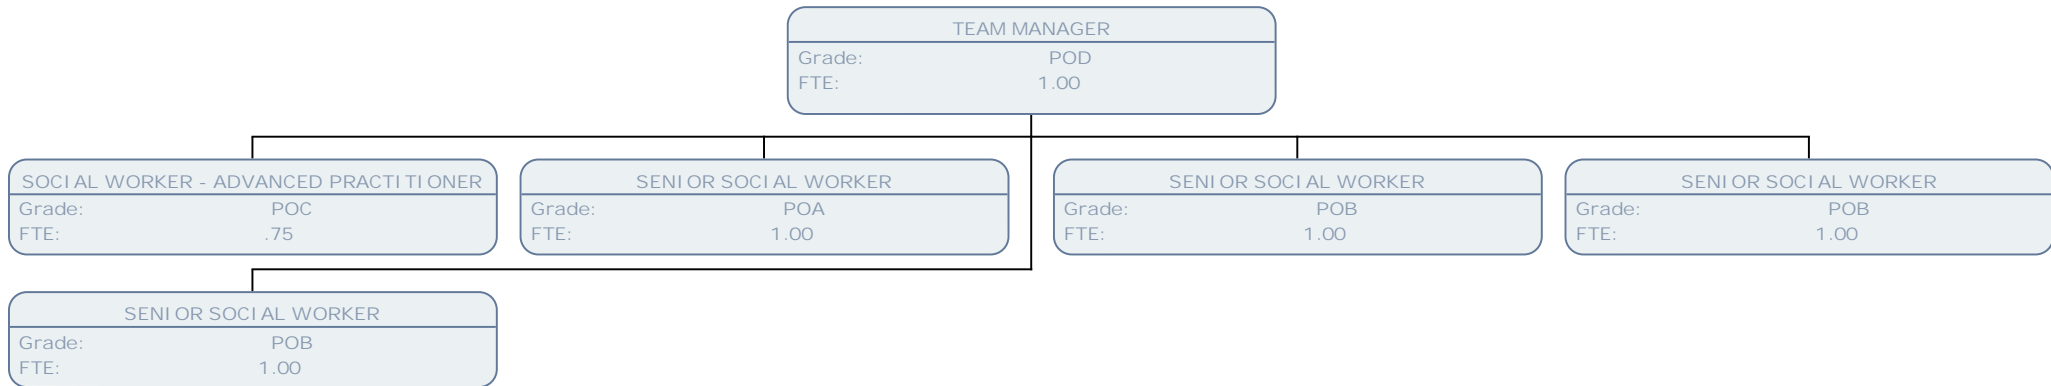 TEAM MANAGER
Grade: POD
FTE: 1.00
SOCIAL WORKER - ADVANCED PRACTITIONER
Grade: POC
FTE: .75
SENIOR SOCIAL WORKER
Grade: POA
FTE: 1.00
SENIOR SOCIAL WORKER
Grade: POB
FTE: 1.00
SENIOR SOCIAL WORKER
Grade: POB
FTE: 1.00
SENIOR SOCIAL WORKER
Grade: POB
FTE: 1.00